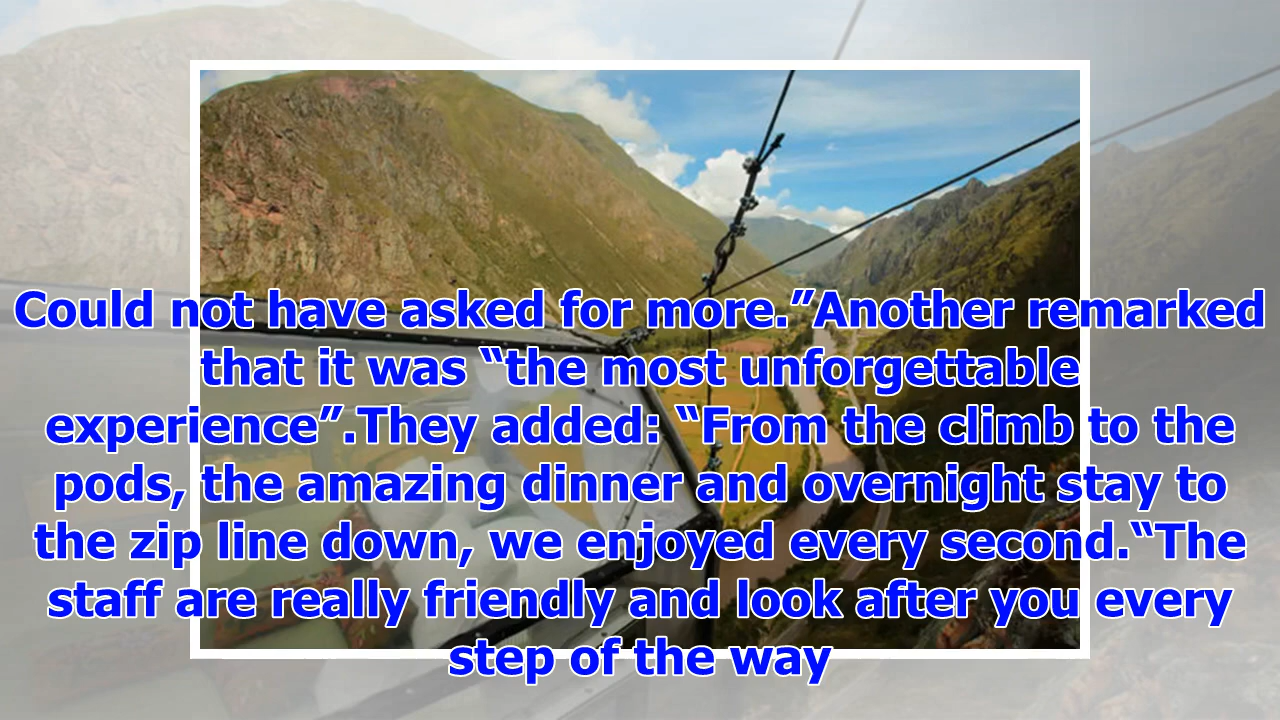 Could not have asked for more.”Another remarked
that it was “the most unforgettable
experience”.They added: “From the climb to the
pods, the amazing dinner and overnight stay to
the zip line down, we enjoyed every second.“The
staff are really friendly and look after you every
step of the way